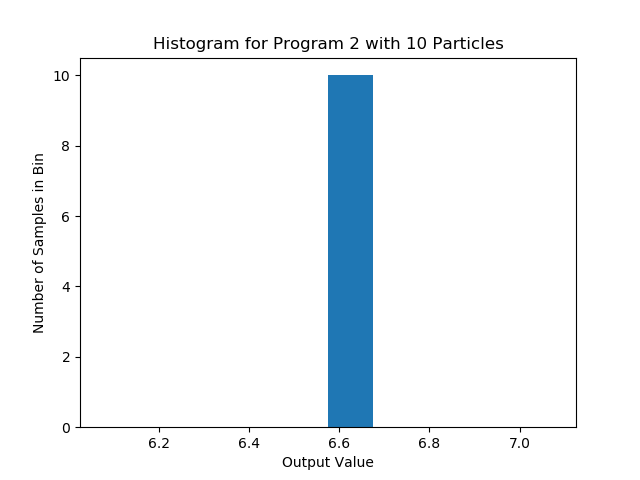 Histogram for Program 2 with 10 Particles
10
8
6
4
2
0
Number of Samples in Bin
6.2 6.4 6.6 6.8 7.0
Output Value